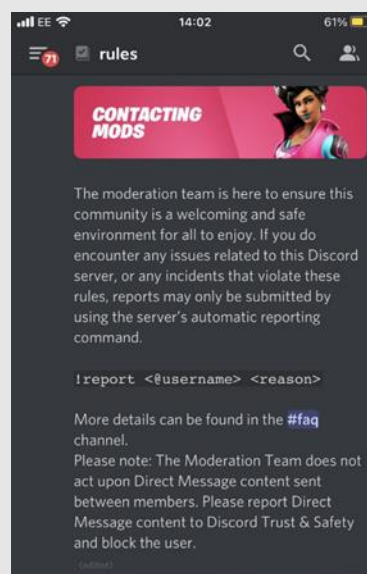 EE 14:02 61%
71 rules
CONTACTING
MODS
The moderation team is here to ensure this
community is a welcoming and safe
environment for all to enjoy. If you do
encounter any issues related to this Discord
server, or any incidents that violate these
rules, reports may only be submitted by
using the server's automatic reporting
command.
!report <@username> <reason>
More details can be found in the #faq
channel.
Please note: The Moderation Team does not
act upon Direct Message content sent
between members. Please report Direct
Message content to Discord Trust & Safety
and block the user.
(edited)